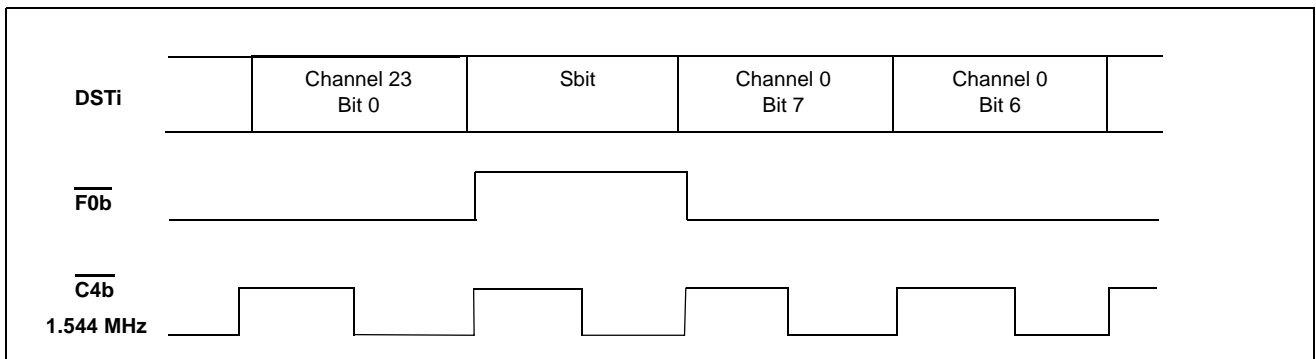 DSTi
Channel 23
Bit 0
Sbit
Channel 0
Bit 7
Channel 0
Bit 6
F0b
C4b
1.544 MHz